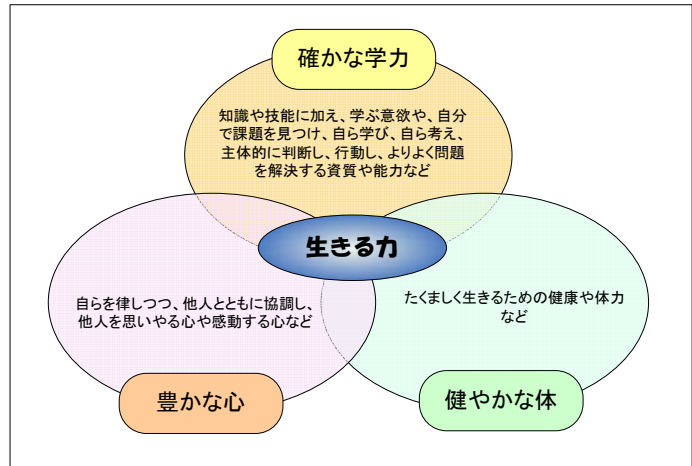 確かな学力
知識や技能に加え、学ぶ意欲や、自分
で課題を見つけ、自ら学び、自ら考え、
主体的に判断し、行動し、よりよく問題
を解決する資質や能力など
生きる力
自らを律しつつ、他人とともに協調し、
他人を思いやる心や感動する心など
たくましく生きるための健康や体力
など
豊かな心
健やかな体